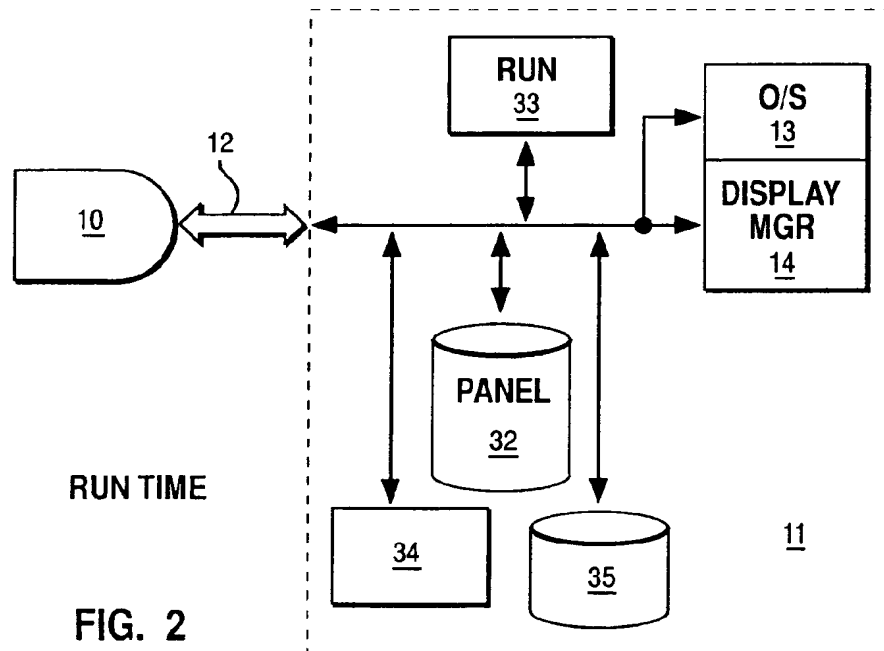 RUN
33
O/S
13
12
10
DISPLAY
MGR
14
PANEL
32
RUN TIME
34
35
11
FIG. 2